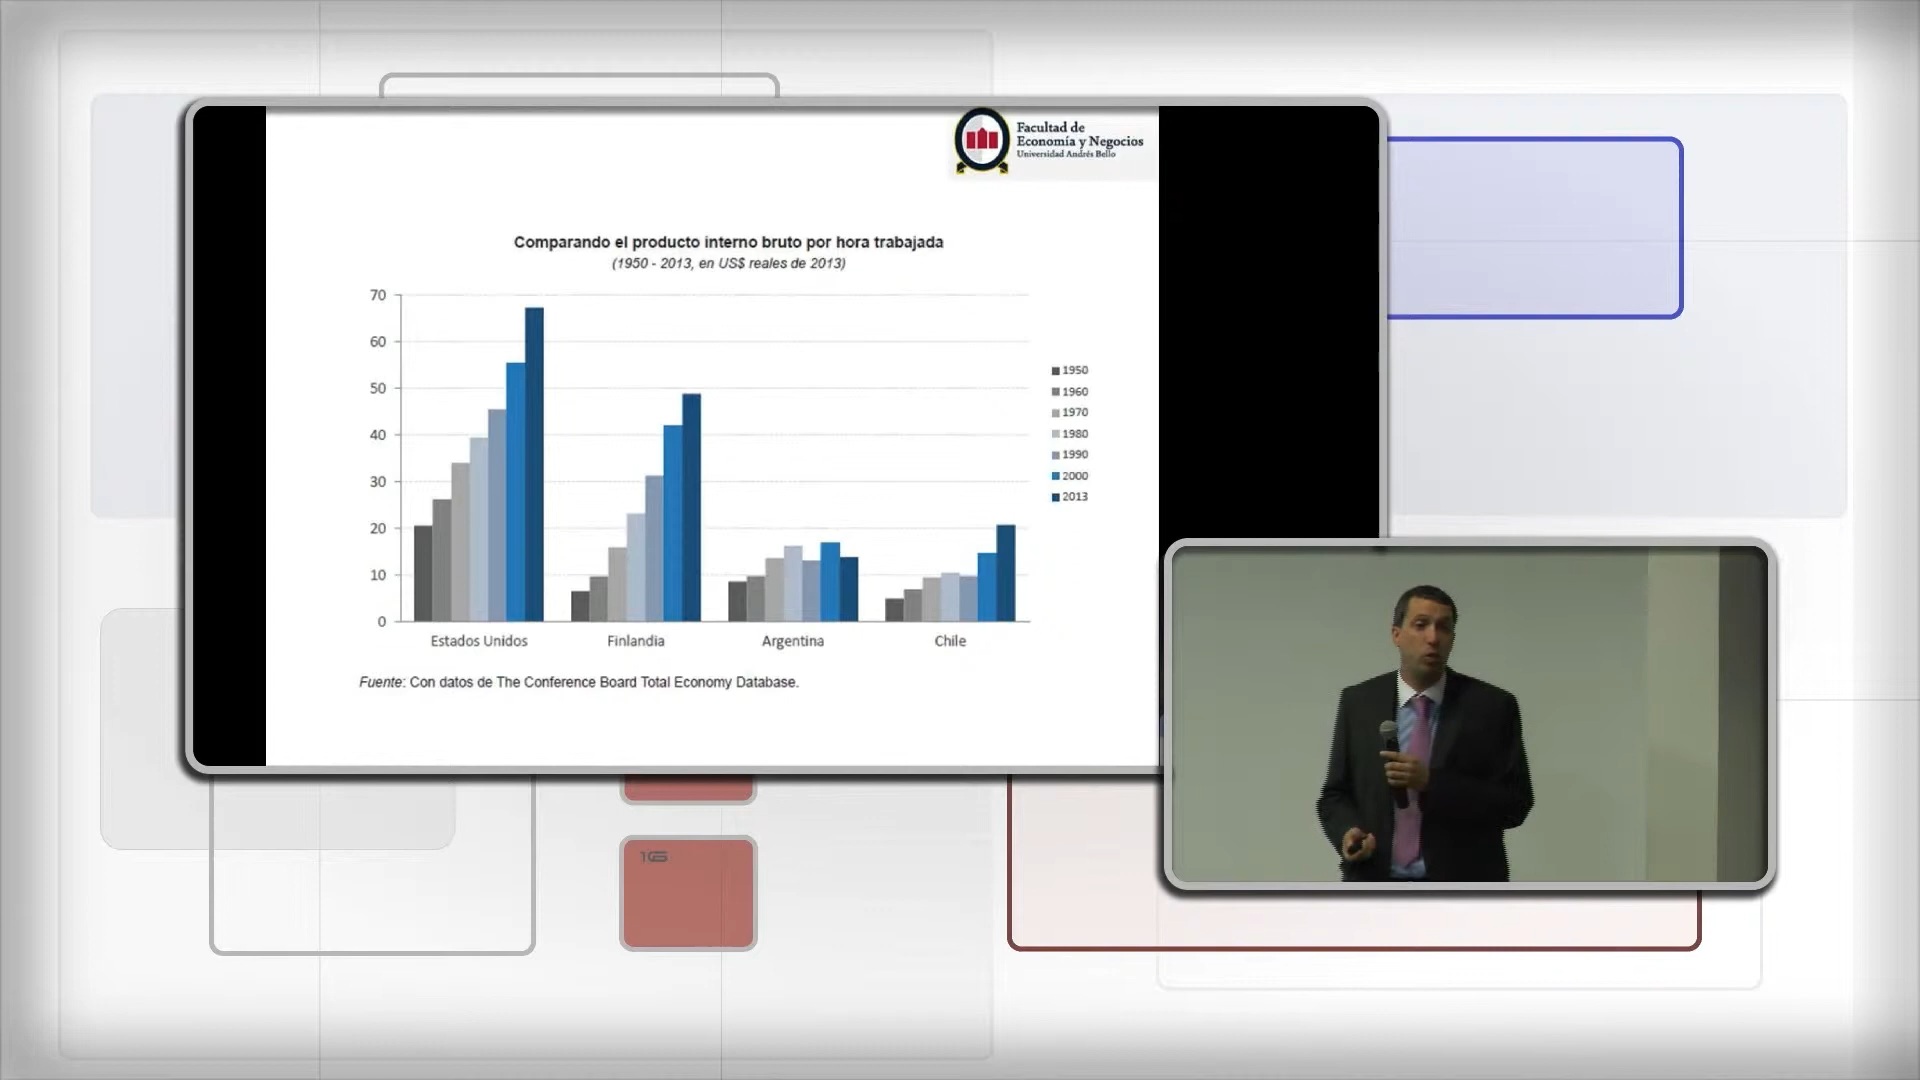 Facultad de
Economía y Negocios
Universidad Andrés Bello
Comparando el producto interno bruto por hora trabajada
(1950 - 2013, en US$ reales de 2013)
70
60
50
40
30
20
10
0
1950
1960
1970
1980
1990
2000
2013
Estados Unidos Finlandia Argentina Chile
Fuente: Con datos de The Conference Board Total Economy Database.